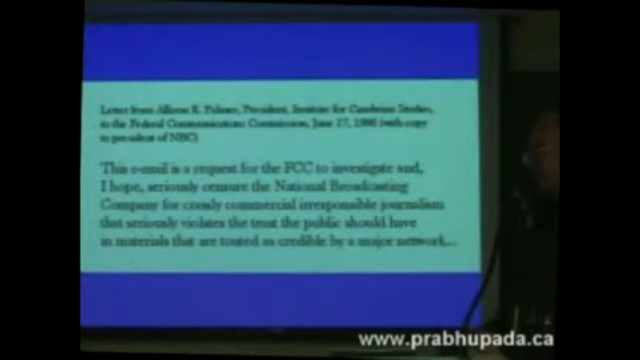 Letter from Allison R. Palmer, President, Institute for Cambrian Studies,
to the Federal Communications Commission, June 17, 1996 (with copy
to president of NBC)
This e-mail is a request for the FCC to investigate and,
I hope, seriously censure the National Broadcasting
Company for crassly commercial irresponsible journalism
that seriously violates the trust the public should have
in materials that are touted as credible by a major network...
www.prabhupada.ca